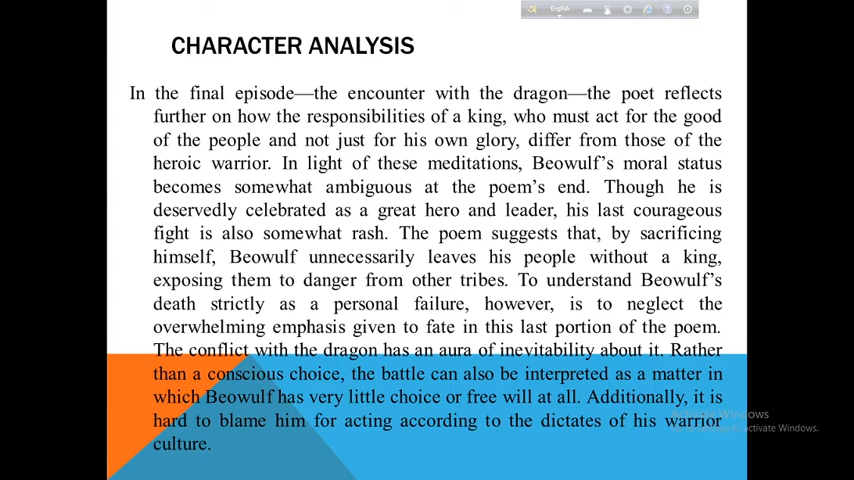 অ English
CHARACTER ANALYSIS
In the final episode—the encounter with the dragon—the poet reflects
further on how the responsibilities of a king, who must act for the good
of the people and not just for his own glory, differ from those of the
heroic warrior. In light of these meditations, Beowulf’s moral status
becomes somewhat ambiguous at the poem’s end. Though he is
deservedly celebrated as a great hero and leader, his last courageous
fight is also somewhat rash. The poem suggests that, by sacrificing
himself, Beowulf unnecessarily leaves his people without a king,
exposing them to danger from other tribes. To understand Beowulf’s
death strictly as a personal failure, however, is to neglect the
overwhelming emphasis given to fate in this last portion of the poem.
The conflict with the dragon has an aura of inevitability about it. Rather
than a conscious choice, the battle can also be interpreted as a matter in
which Beowulf has very little choice or free will at all. Additionally, it is
hard to blame him for acting according to the dictates of his warrior
culture.
Activate Windows
to Activate Windows.